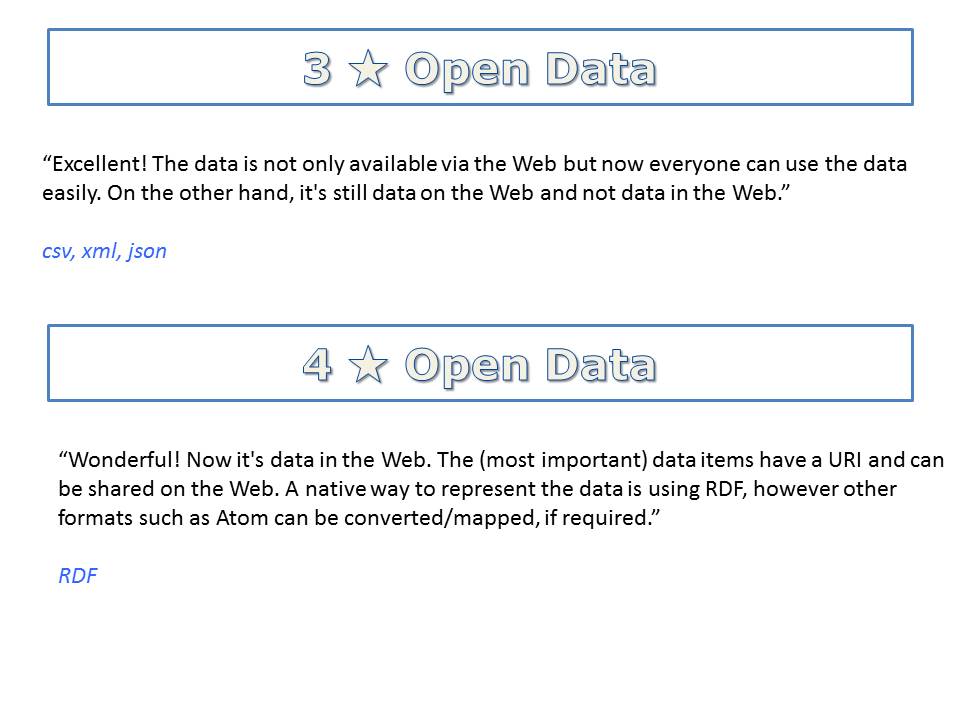 3 ★ Open Data
“Excellent! The data is not only available via the Web but now everyone can use the data
easily. On the other hand, it's still data on the Web and not data in the Web.”
csv, xml, json
4 ★ Open Data
“Wonderful! Now it's data in the Web. The (most important) data items have a URI and can
be shared on the Web. A native way to represent the data is using RDF, however other
formats such as Atom can be converted/mapped, if required.”
RDF